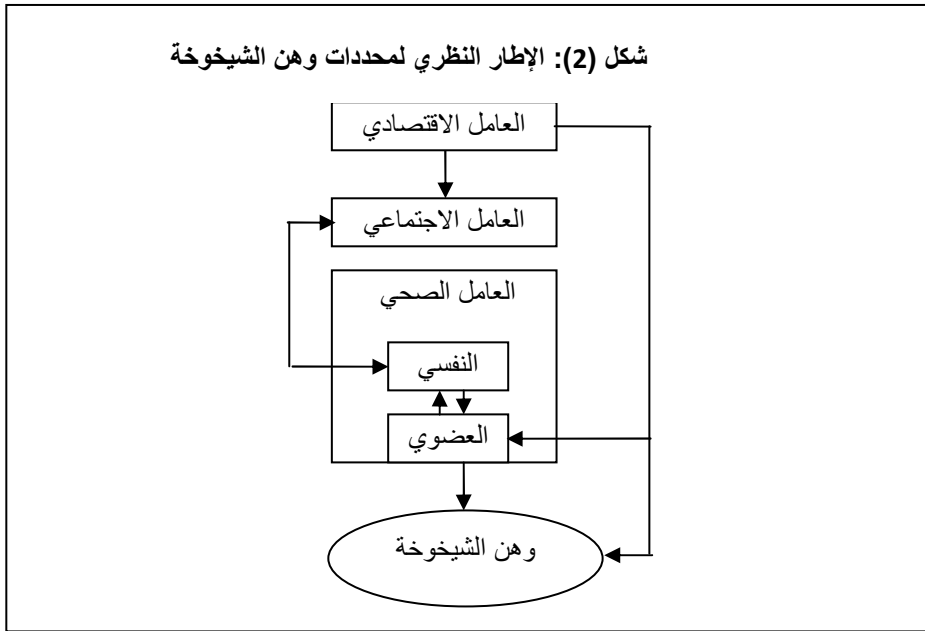 شكل (2): الإطار النظري لمحددات وهن الشيخوخة
العامل الاقتصادي
العامل الاجتماعي
العامل الصحي
النفسي
العضوي
وهن الشيخوخة